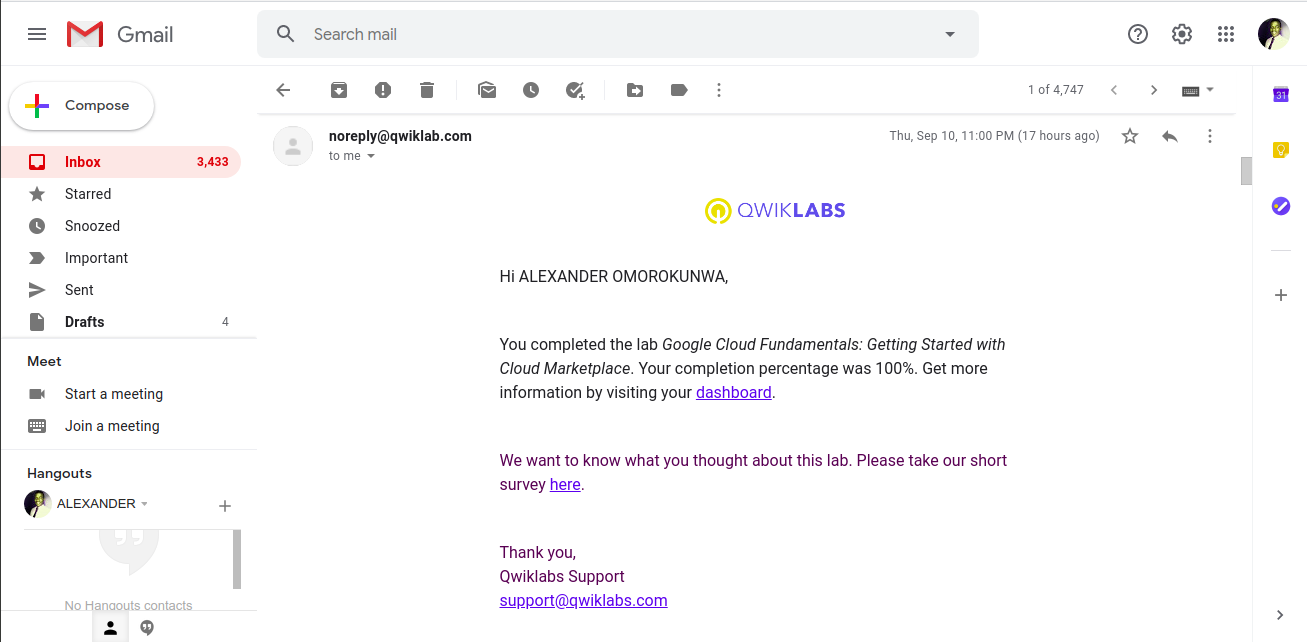 Gmail
Search mail
Compose
1 of 4,747
31
Inbox 3,433
Starred
Snoozed
Important
Sent
Drafts 4
Meet
Start a meeting
Join a meeting
Hangouts
ALEXANDER
No Hangouts contacts
noreply@qwiklab.com
Thu, Sep 10, 11:00 PM (17 hours ago)
to me
QWIKLABS
Hi ALEXANDER OMOROKUNWA,
You completed the lab Google Cloud Fundamentals: Getting Started with
Cloud Marketplace. Your completion percentage was 100%. Get more
information by visiting your dashboard.
We want to know what you thought about this lab. Please take our short
survey here.
Thank you,
Qwiklabs Support
support@qwiklabs.com